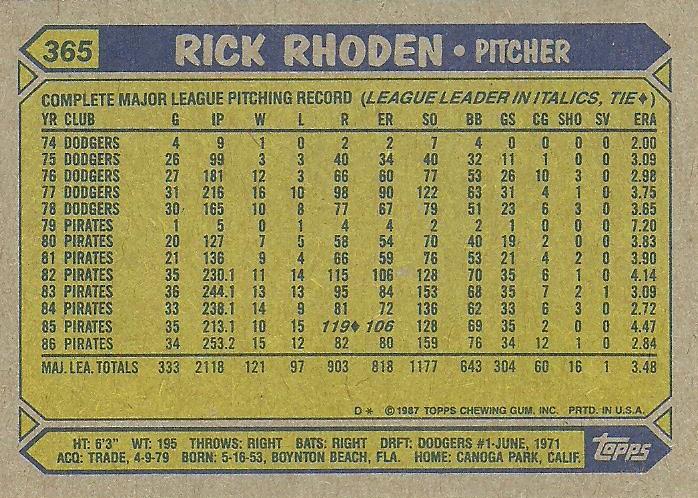 365 RICK RHODEN • PITCHER
COMPLETE MAJOR LEAGUE PITCHING RECORD (LEAGUE LEADER IN ITALICS, TIE♦)
YR CLUB G IP W L R ER SO BB GS CG SHO SV ERA
74 DODGERS 4 9 1 0 2 2 7 4 0 0 0 0 2.00
75 DODGERS 26 99 3 3 40 34 40 32 11 1 0 0 3.09
76 DODGERS 27 181 12 3 66 60 77 53 26 10 3 0 2.98
77 DODGERS 31 216 16 10 98 90 122 63 31 4 1 0 3.75
78 DODGERS 30 165 10 8 77 67 79 51 23 6 3 0 3.65
79 PIRATES 1 5 0 1 4 4 2 2 1 0 0 0 7.20
80 PIRATES 20 127 7 5 58 54 70 40 19 2 0 0 3.83
81 PIRATES 21 136 9 4 66 59 76 53 21 4 2 0 3.90
82 PIRATES 35 230.1 11 14 115 106 128 70 35 6 1 0 4.14
83 PIRATES 36 244.1 13 13 95 84 153 68 35 7 2 1 3.09
84 PIRATES 33 238.1 14 9 81 72 136 62 33 6 3 0 2.72
85 PIRATES 35 213.1 10 15 119♦ 106 128 69 35 2 0 0 4.47
86 PIRATES 34 253.2 15 12 82 80 159 76 34 12 1 0 2.84
MAJ. LEA. TOTALS 333 2118 121 97 903 818 1177 643 304 60 16 1 3.48
D * © 1987 TOPPS CHEWING GUM, INC. PRTD. IN U.S.A.
HT: 6'3" WT: 195 THROWS: RIGHT BATS: RIGHT DRFT: DODGERS #1-JUNE, 1971
ACQ: TRADE, 4-9-79 BORN: 5-16-53, BOYNTON BEACH, FLA. HOME: CANOGA PARK, CALIF.
topps